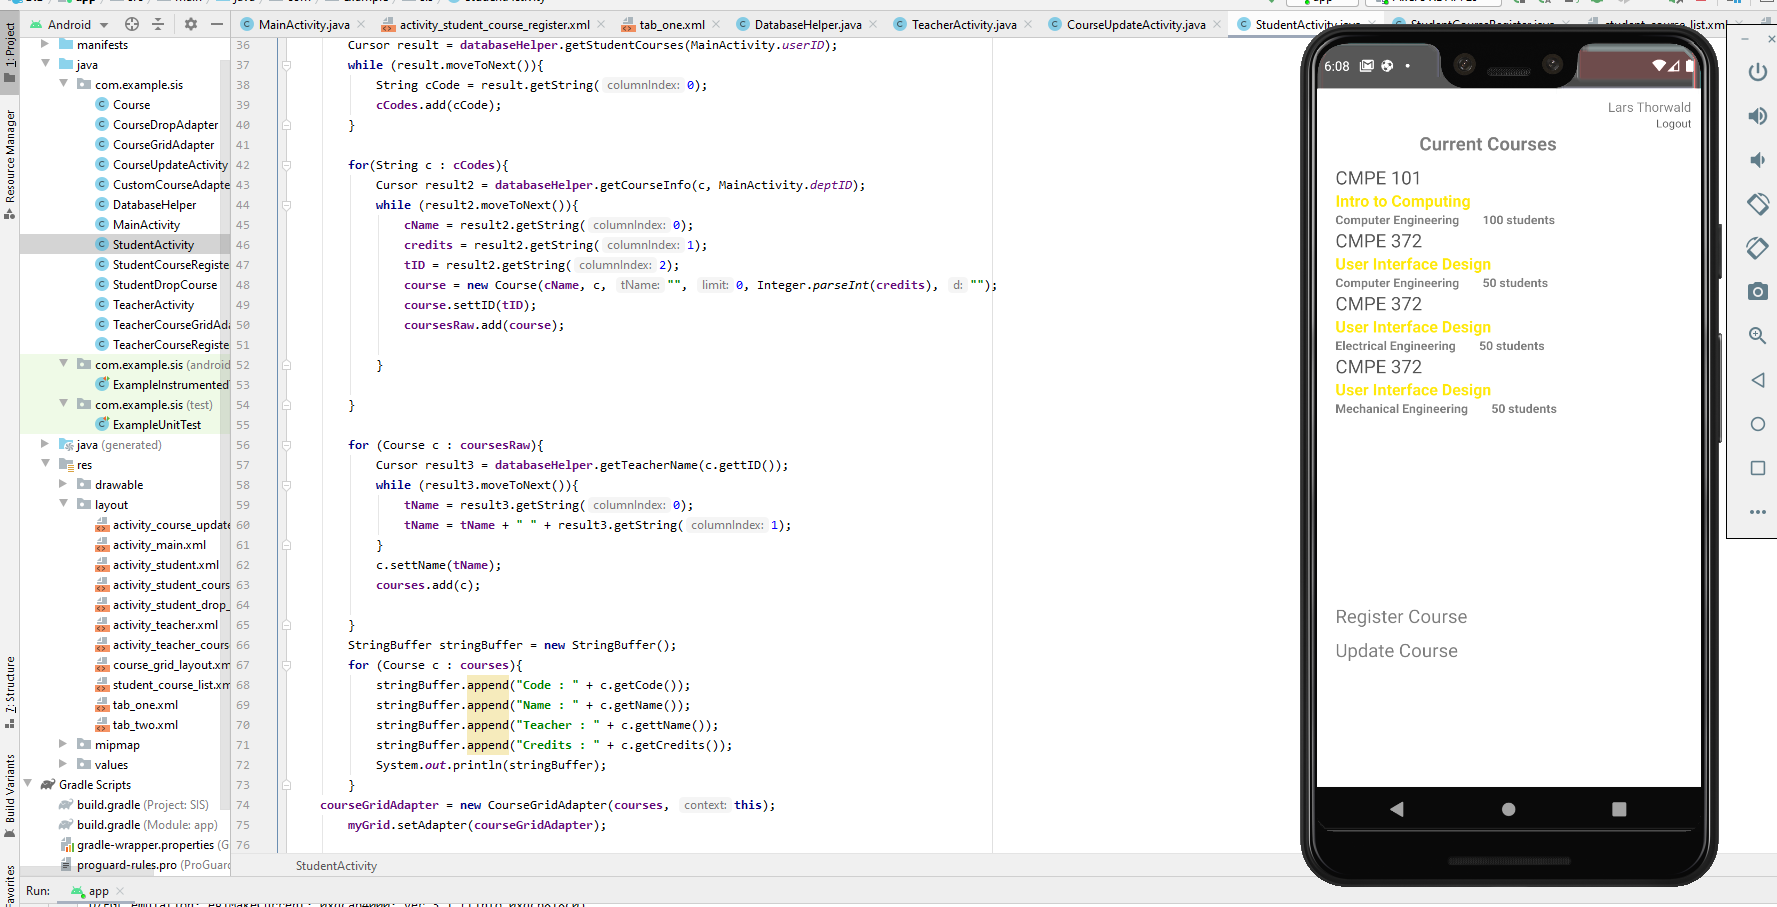 MainActivity.java
activity_student_course_register.xml
tab_one.xml
DatabaseHelper.java
TeacherActivity.java
CourseUpdateActivity.java
StudentActivity.java
1: Project
Resource Manager
7: Structure
Build Variants
Favorites
Android
manifests
java
com.example.sis
Course
CourseDropAdapter
CourseGridAdapter
CourseUpdateActivity
CustomCourseAdapte
DatabaseHelper
MainActivity
StudentActivity
StudentCourseRegiste
StudentDropCourse
TeacherActivity
TeacherCourseGridAda
TeacherCourseRegiste
com.example.sis (android
ExampleInstrumented
com.example.sis (test)
ExampleUnitTest
java (generated)
res
drawable
layout
activity_course_update
activity_main.xml
activity_student.xml
activity_student_cours
activity_student_drop_
activity_teacher.xml
activity_teacher_cours
course_grid_layout.xm
student_course_list.xm
tab_one.xml
tab_two.xml
mipmap
values
Gradle Scripts
build.gradle (Project: SIS)
build.gradle (Module: app)
gradle-wrapper.properties (G
proguard-rules.pro (ProGuard
36 Cursor result = databaseHelper.getStudentCourses(MainActivity.userID);
37 while (result.moveToNext()){
38 String cCode = result.getString( columnIndex: 0);
39 cCodes.add(cCode);
40 }
41
42 for(String c : cCodes){
43 Cursor result2 = databaseHelper.getCourseInfo(c, MainActivity.deptID);
44 while (result2.moveToNext()){
45 cName = result2.getString( columnIndex: 0);
46 credits = result2.getString( columnIndex: 1);
47 tID = result2.getString( columnIndex: 2);
48 course = new Course(cName, c, tName: "", limit: 0, Integer.parseInt(credits), d: "");
49 course.settID(tID);
50 coursesRaw.add(course);
51
52 }
53
54 }
55
56 for (Course c : coursesRaw){
57 Cursor result3 = databaseHelper.getTeacherName(c.gettID());
58 while (result3.moveToNext()){
59 tName = result3.getString( columnIndex: 0);
60 tName = tName + " " + result3.getString( columnIndex: 1);
61 }
62 c.settName(tName);
63 courses.add(c);
64
65 }
66 StringBuffer stringBuffer = new StringBuffer();
67 for (Course c : courses){
68 stringBuffer.append("Code : " + c.getCode());
69 stringBuffer.append("Name : " + c.getName());
70 stringBuffer.append("Teacher : " + c.gettName());
71 stringBuffer.append("Credits : " + c.getCredits());
72 System.out.println(stringBuffer);
73 }
74 courseGridAdapter = new CourseGridAdapter(courses, context: this);
75 myGrid.setAdapter(courseGridAdapter);
76
StudentActivity
Run: app
6:08
Lars Thorwald
Logout
Current Courses
CMPE 101
Intro to Computing
Computer Engineering 100 students
CMPE 372
User Interface Design
Computer Engineering 50 students
CMPE 372
User Interface Design
Electrical Engineering 50 students
CMPE 372
User Interface Design
Mechanical Engineering 50 students
Register Course
Update Course